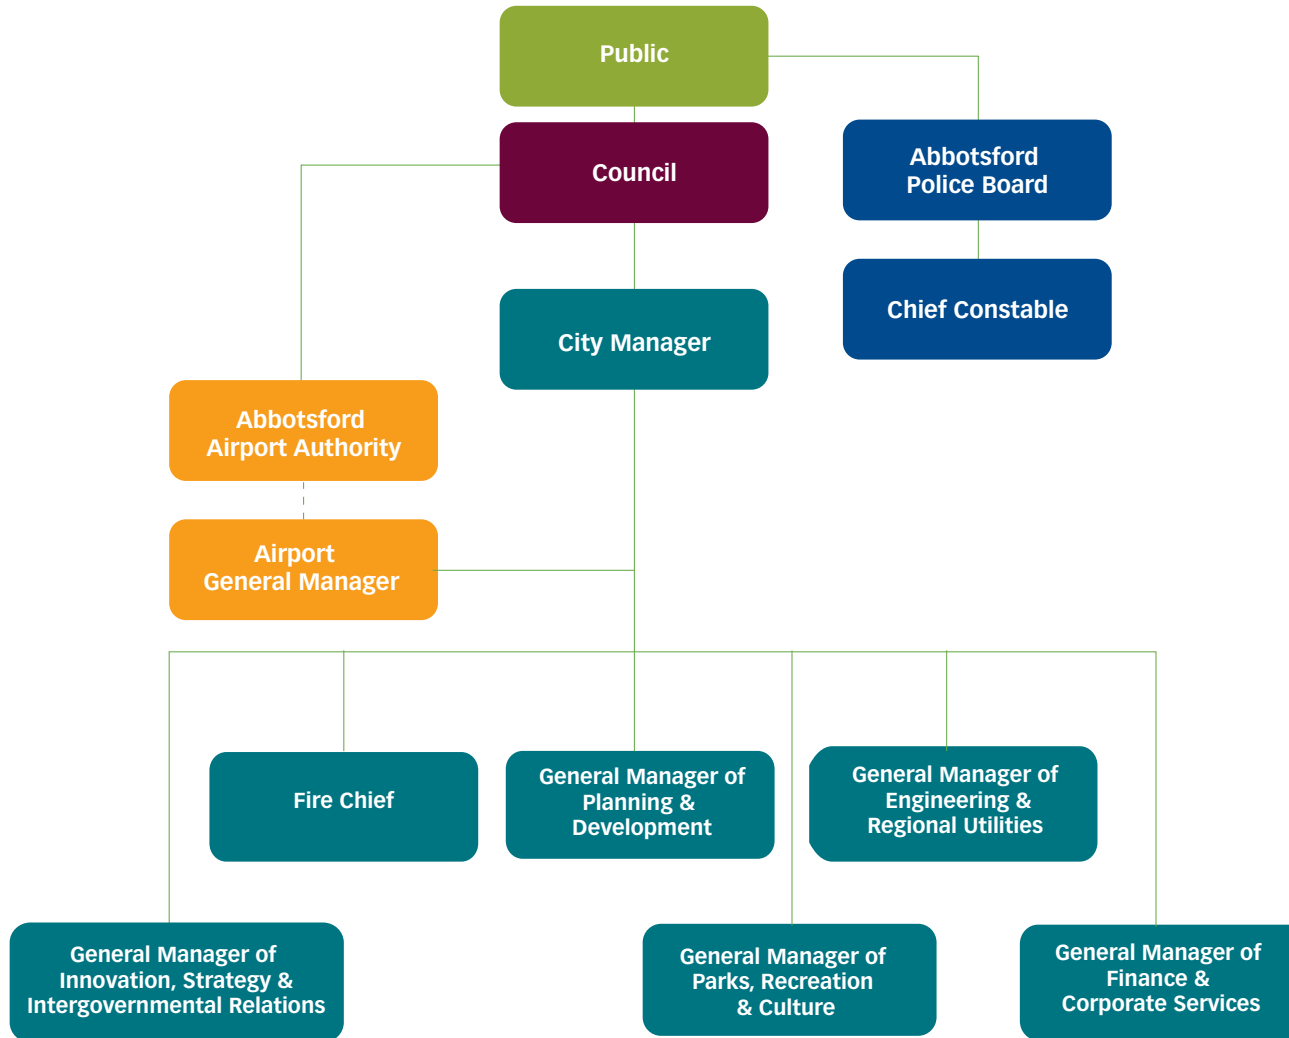 Public
Council
Abbotsford
Police Board
Chief Constable
City Manager
Abbotsford
Airport Authority
Airport
General Manager
Fire Chief
General Manager of
Planning &
Development
General Manager of
Engineering &
Regional Utilities
General Manager of
Innovation, Strategy &
Intergovernmental Relations
General Manager of
Parks, Recreation
& Culture
General Manager of
Finance &
Corporate Services